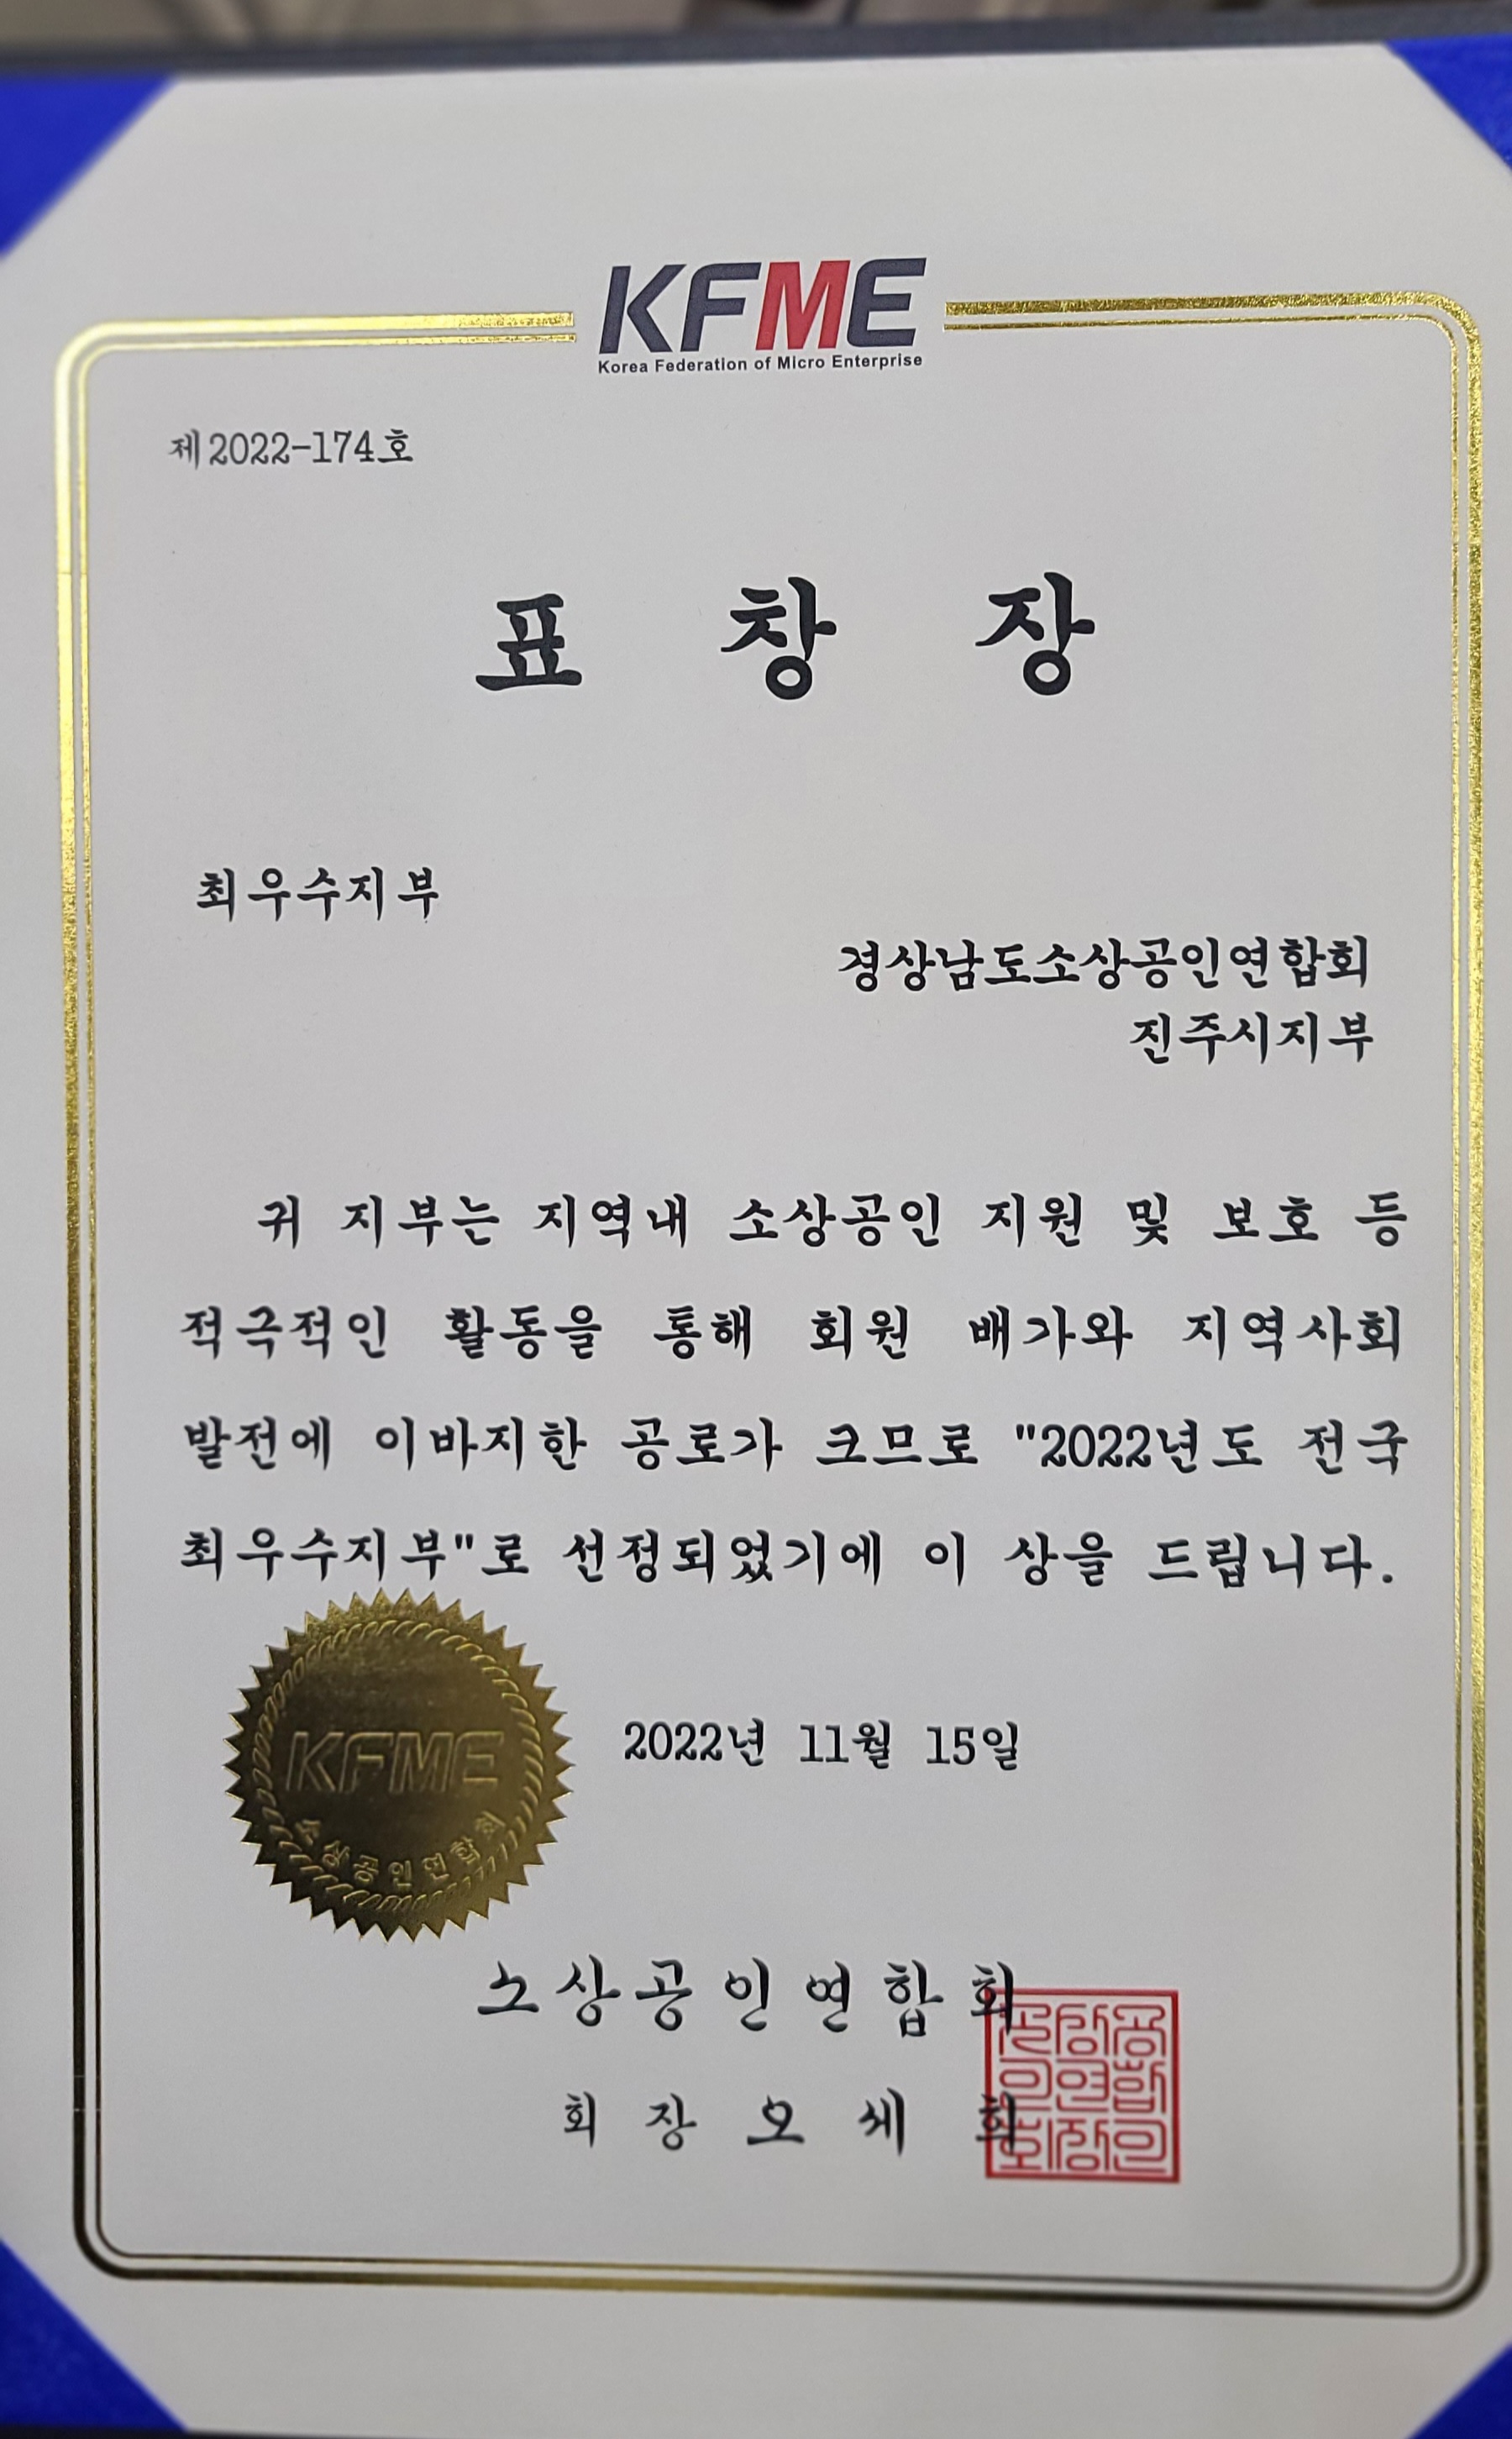 KFME
Korea Federation of Micro Enterprise
제2022-174호
표 창 장
최우수지부
경상남도소상공인연합회
진주시지부
귀 지부는 지역내 소상공인 지원 및 보호 등
적극적인 활동을 통해 회원 배가와 지역사회
발전에 이바지한 공로가 크므로 "2022년도 전국
최우수지부"로 선정되었기에 이 상을 드립니다.
KFME
소상공인연합회
2022년 11월 15일
소상공인연합회
회 장 오 세 희